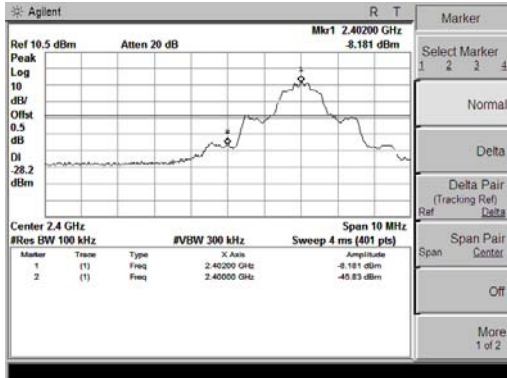 Agilent R T
Mkr1 2.40200 GHz
Ref 10.5 dBm Atten 20 dB -8.181 dBm
Peak
Log
10
dB/
Offst
0.5
dB
DI
-28.2
dBm
1
Center 2.4 GHz Span 10 MHz
#Res BW 100 kHz #VBW 300 kHz Sweep 4 ms (401 pts)
Marker Trace Type X Axis Amplitude
1 (1) Freq 2.40200 GHz -8.181 dBm
2 (1) Freq 2.40000 GHz -45.83 dBm
Marker
Select Marker
1 2 3 4
Normal
Delta
Delta Pair
(Tracking Ref)
Ref Delta
Span Pair
Span Center
Off
More
1 of 2